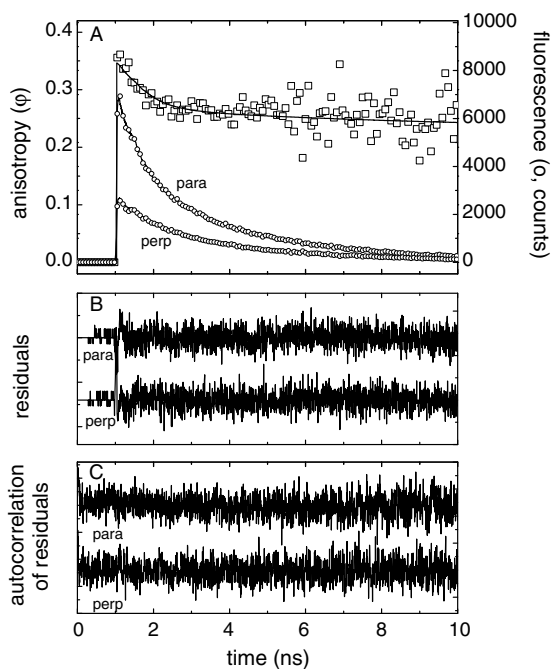 A
0.4
0.3
0.2
0.1
0.0
anisotropy (φ)
10000
8000
6000
4000
2000
0
fluorescence (o, counts)
para
perp
B
para
perp
residuals
C
para
perp
autocorrelation
of residuals
0 2 4 6 8 10
time (ns)